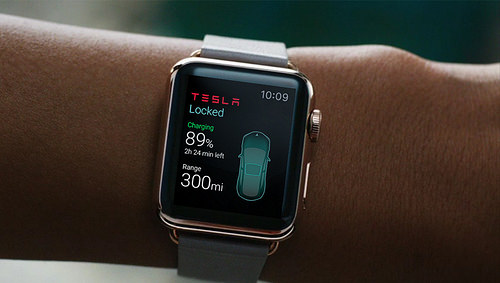 TESLA 10:09
Locked
Charging
89%
2h 24 min left
Range
300mi